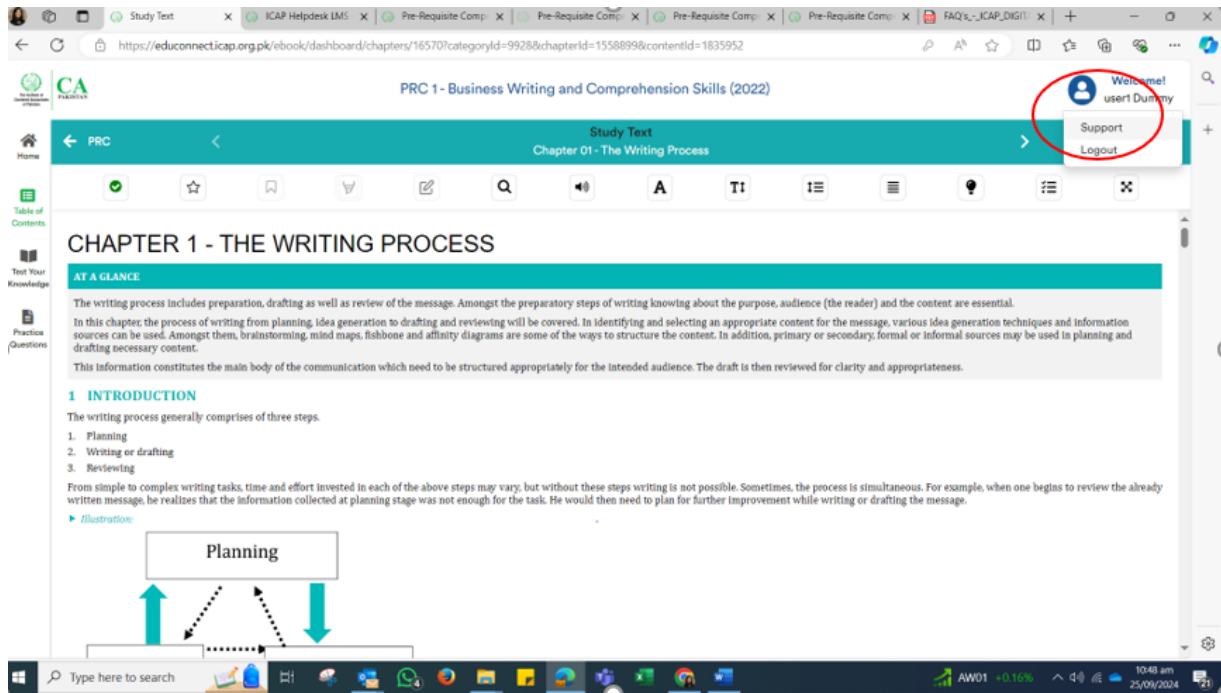 Study Text
ICAP Helpdesk LMS
Pre-Requisite Comp
Pre-Requisite Comp
Pre-Requisite Comp
Pre-Requisite Comp
FAQ's_-_ICAP_DIGIT
https://educonnect.icap.org.pk/ebook/dashboard/chapters/16570?categoryId=9928&chapterId=1558899&contentId=1835952
CA
PAKISTAN
PRC 1 - Business Writing and Comprehension Skills (2022)
Welcome!
user1 Dummy
Support
Logout
Home
PRC
Study Text
Chapter 01 - The Writing Process
Table of
Contents
Test Your
Knowledge
Practice
Questions
CHAPTER 1 - THE WRITING PROCESS
AT A GLANCE
The writing process includes preparation, drafting as well as review of the message. Amongst the preparatory steps of writing knowing about the purpose, audience (the reader) and the content are essential.
In this chapter, the process of writing from planning, idea generation to drafting and reviewing will be covered. In identifying and selecting an appropriate content for the message, various idea generation techniques and information
sources can be used. Amongst them, brainstorming, mind maps, fishbone and affinity diagrams are some of the ways to structure the content. In addition, primary or secondary, formal or informal sources may be used in planning and
drafting necessary content.
This information constitutes the main body of the communication which need to be structured appropriately for the intended audience. The draft is then reviewed for clarity and appropriateness.
1 INTRODUCTION
The writing process generally comprises of three steps.
1. Planning
2. Writing or drafting
3. Reviewing
From simple to complex writing tasks, time and effort invested in each of the above steps may vary, but without these steps writing is not possible. Sometimes, the process is simultaneous. For example, when one begins to review the already
written message, he realizes that the information collected at planning stage was not enough for the task. He would then need to plan for further improvement while writing or drafting the message.
Illustration:
Planning
Type here to search
AW01 +0.16%
10:48 am
25/09/2024